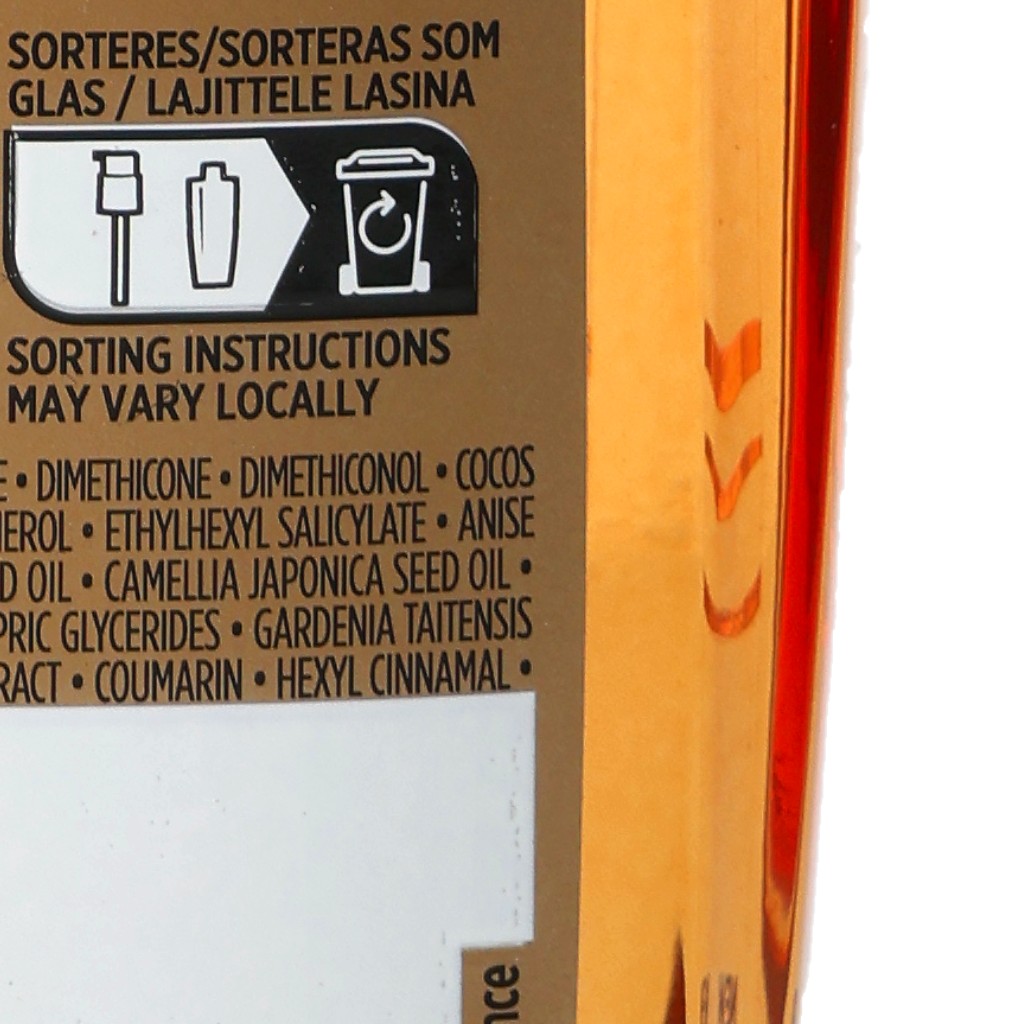 SORTERES/SORTERAS SOM
GLAS / LAJITTELE LASINA
SORTING INSTRUCTIONS
MAY VARY LOCALLY
• DIMETHICONE • DIMETHICONOL • COCOS
• ETHYLHEXYL SALICYLATE • ANISE
D OIL • CAMELLIA JAPONICA SEED OIL •
PRIC GLYCERIDES • GARDENIA TAITENSIS
RACT • COUMARIN • HEXYL CINNAMAL •
nce